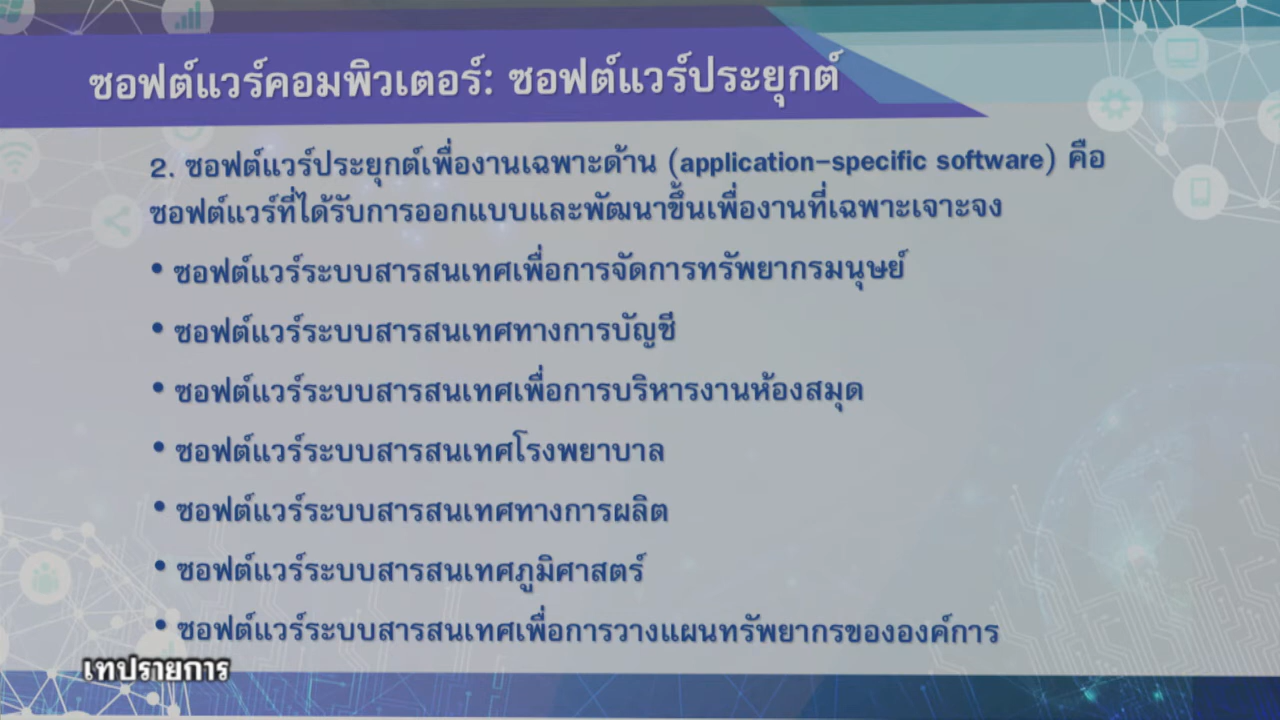 ซอฟต์แวร์คอมพิวเตอร์: ซอฟต์แวร์ประยุกต์
2. ซอฟต์แวร์ประยุกต์เพื่องานเฉพาะด้าน (application-specific software) คือ
ซอฟต์แวร์ที่ได้รับการออกแบบและพัฒนาขึ้นเพื่องานที่เฉพาะเจาะจง
• ซอฟต์แวร์ระบบสารสนเทศเพื่อการจัดการทรัพยากรมนุษย์
• ซอฟต์แวร์ระบบสารสนเทศทางการบัญชี
• ซอฟต์แวร์ระบบสารสนเทศเพื่อการบริหารงานห้องสมุด
• ซอฟต์แวร์ระบบสารสนเทศโรงพยาบาล
• ซอฟต์แวร์ระบบสารสนเทศทางการผลิต
• ซอฟต์แวร์ระบบสารสนเทศภูมิศาสตร์
• ซอฟต์แวร์ระบบสารสนเทศเพื่อการวางแผนทรัพยากรขององค์การ
เทปรายการ